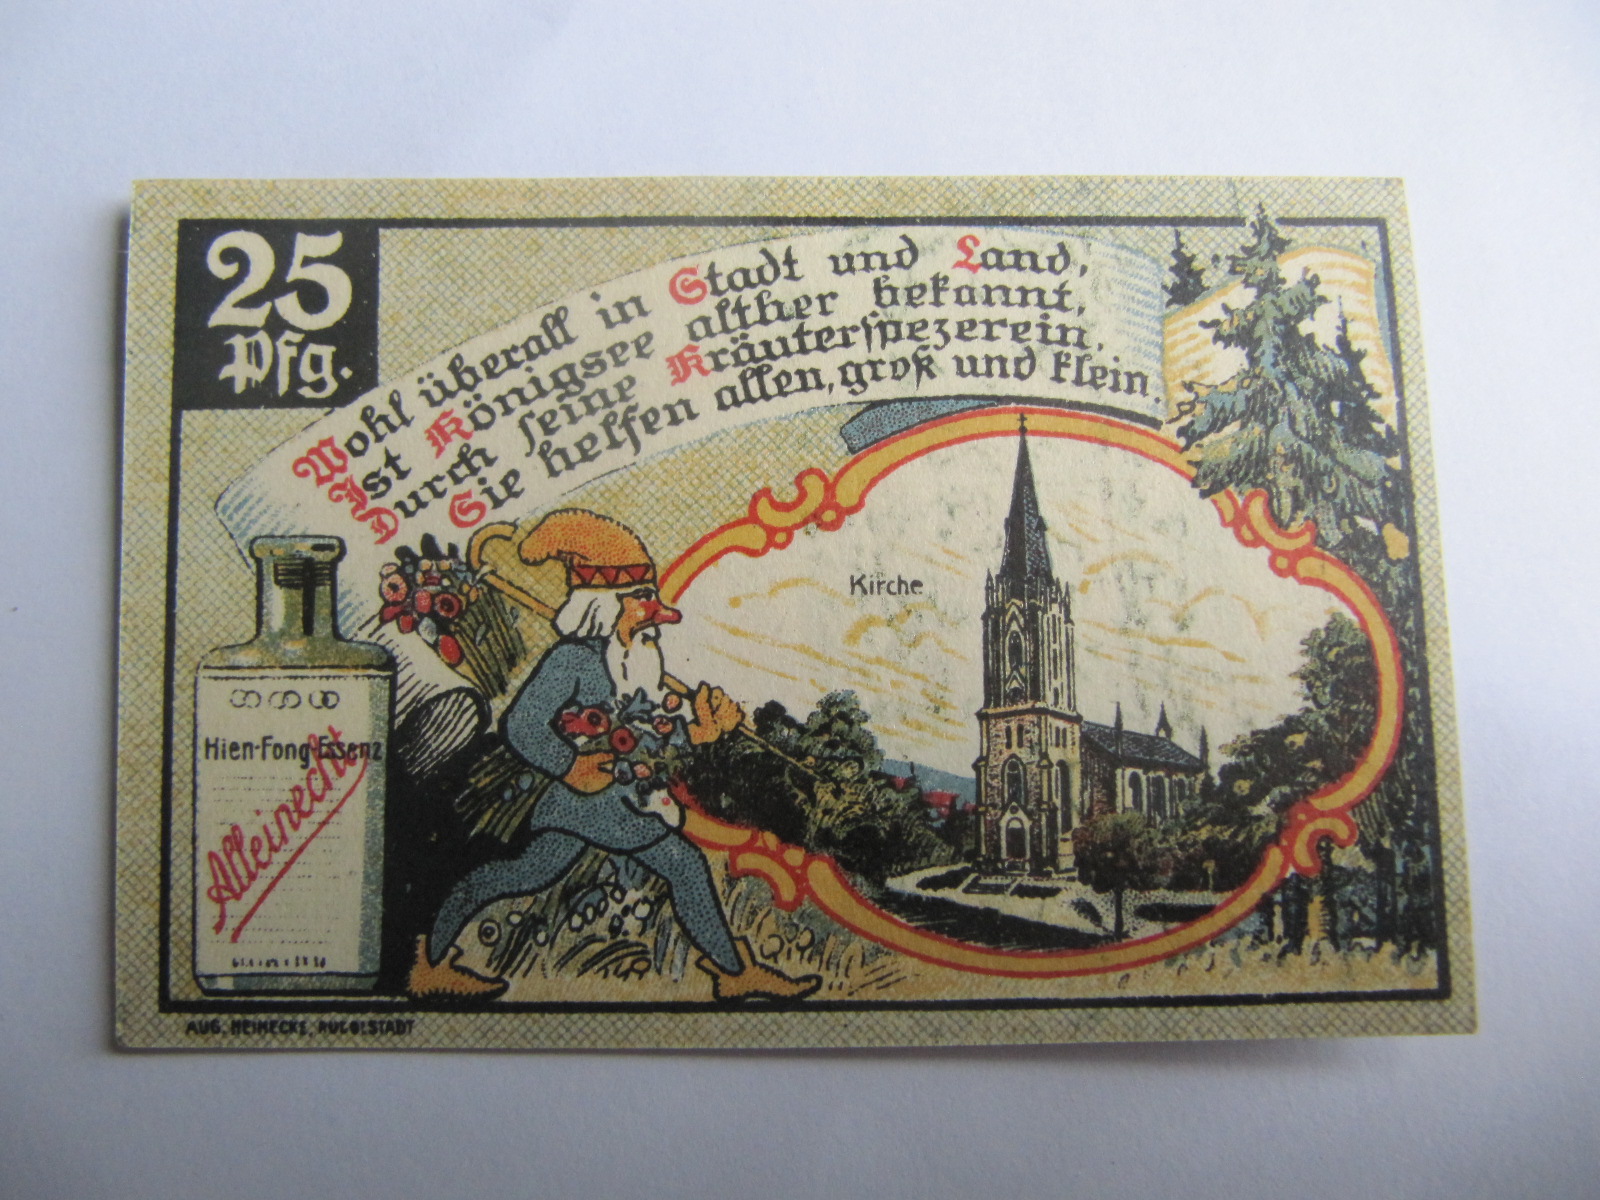 25
Pfg.
Wohl überall in Stadt und Land,
Ist Königsee alther bekannt,
Durch seine Kräuterspezerein,
Sie helfen allen, groß und klein.
Kirche
Hien-Fong-Essenz
Alleinecht
AUG. HEINECKE, RUDOLSTADT